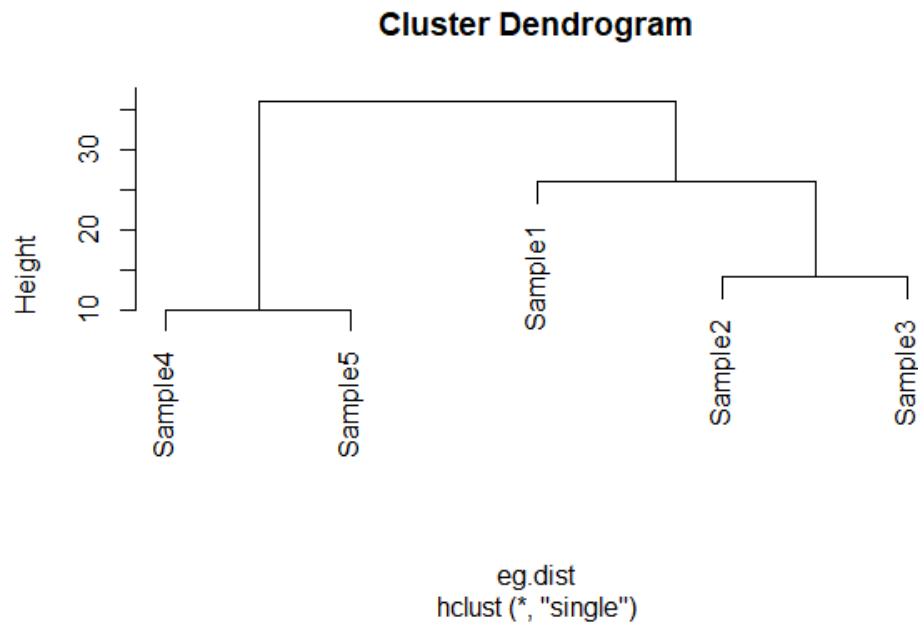 Cluster Dendrogram
Height
30
20
10
Sample4
Sample5
Sample1
Sample2
Sample3
eg.dist
hclust (*, "single")